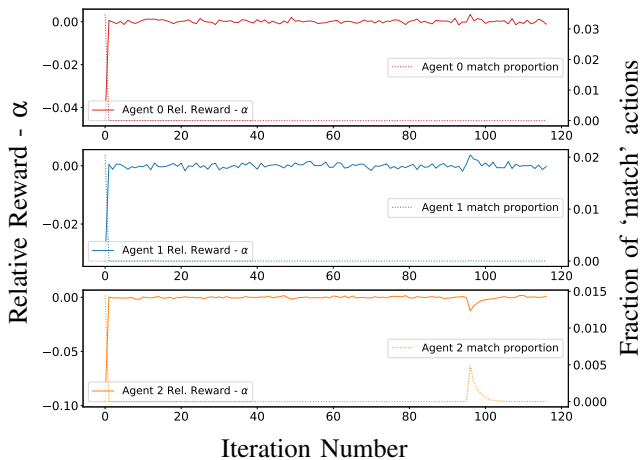 Relative Reward - α
Fraction of ‘match’ actions
0.00
−0.02
−0.04
0.03
0.02
0.01
0.00
Agent 0 match proportion
Agent 0 Rel. Reward - α
0 20 40 60 80 100 120
0.00
−0.02
0.02
0.01
0.00
Agent 1 match proportion
Agent 1 Rel. Reward - α
0 20 40 60 80 100 120
0.00
−0.05
−0.10
0.015
0.010
0.005
0.000
Agent 2 match proportion
Agent 2 Rel. Reward - α
0 20 40 60 80 100 120
Iteration Number